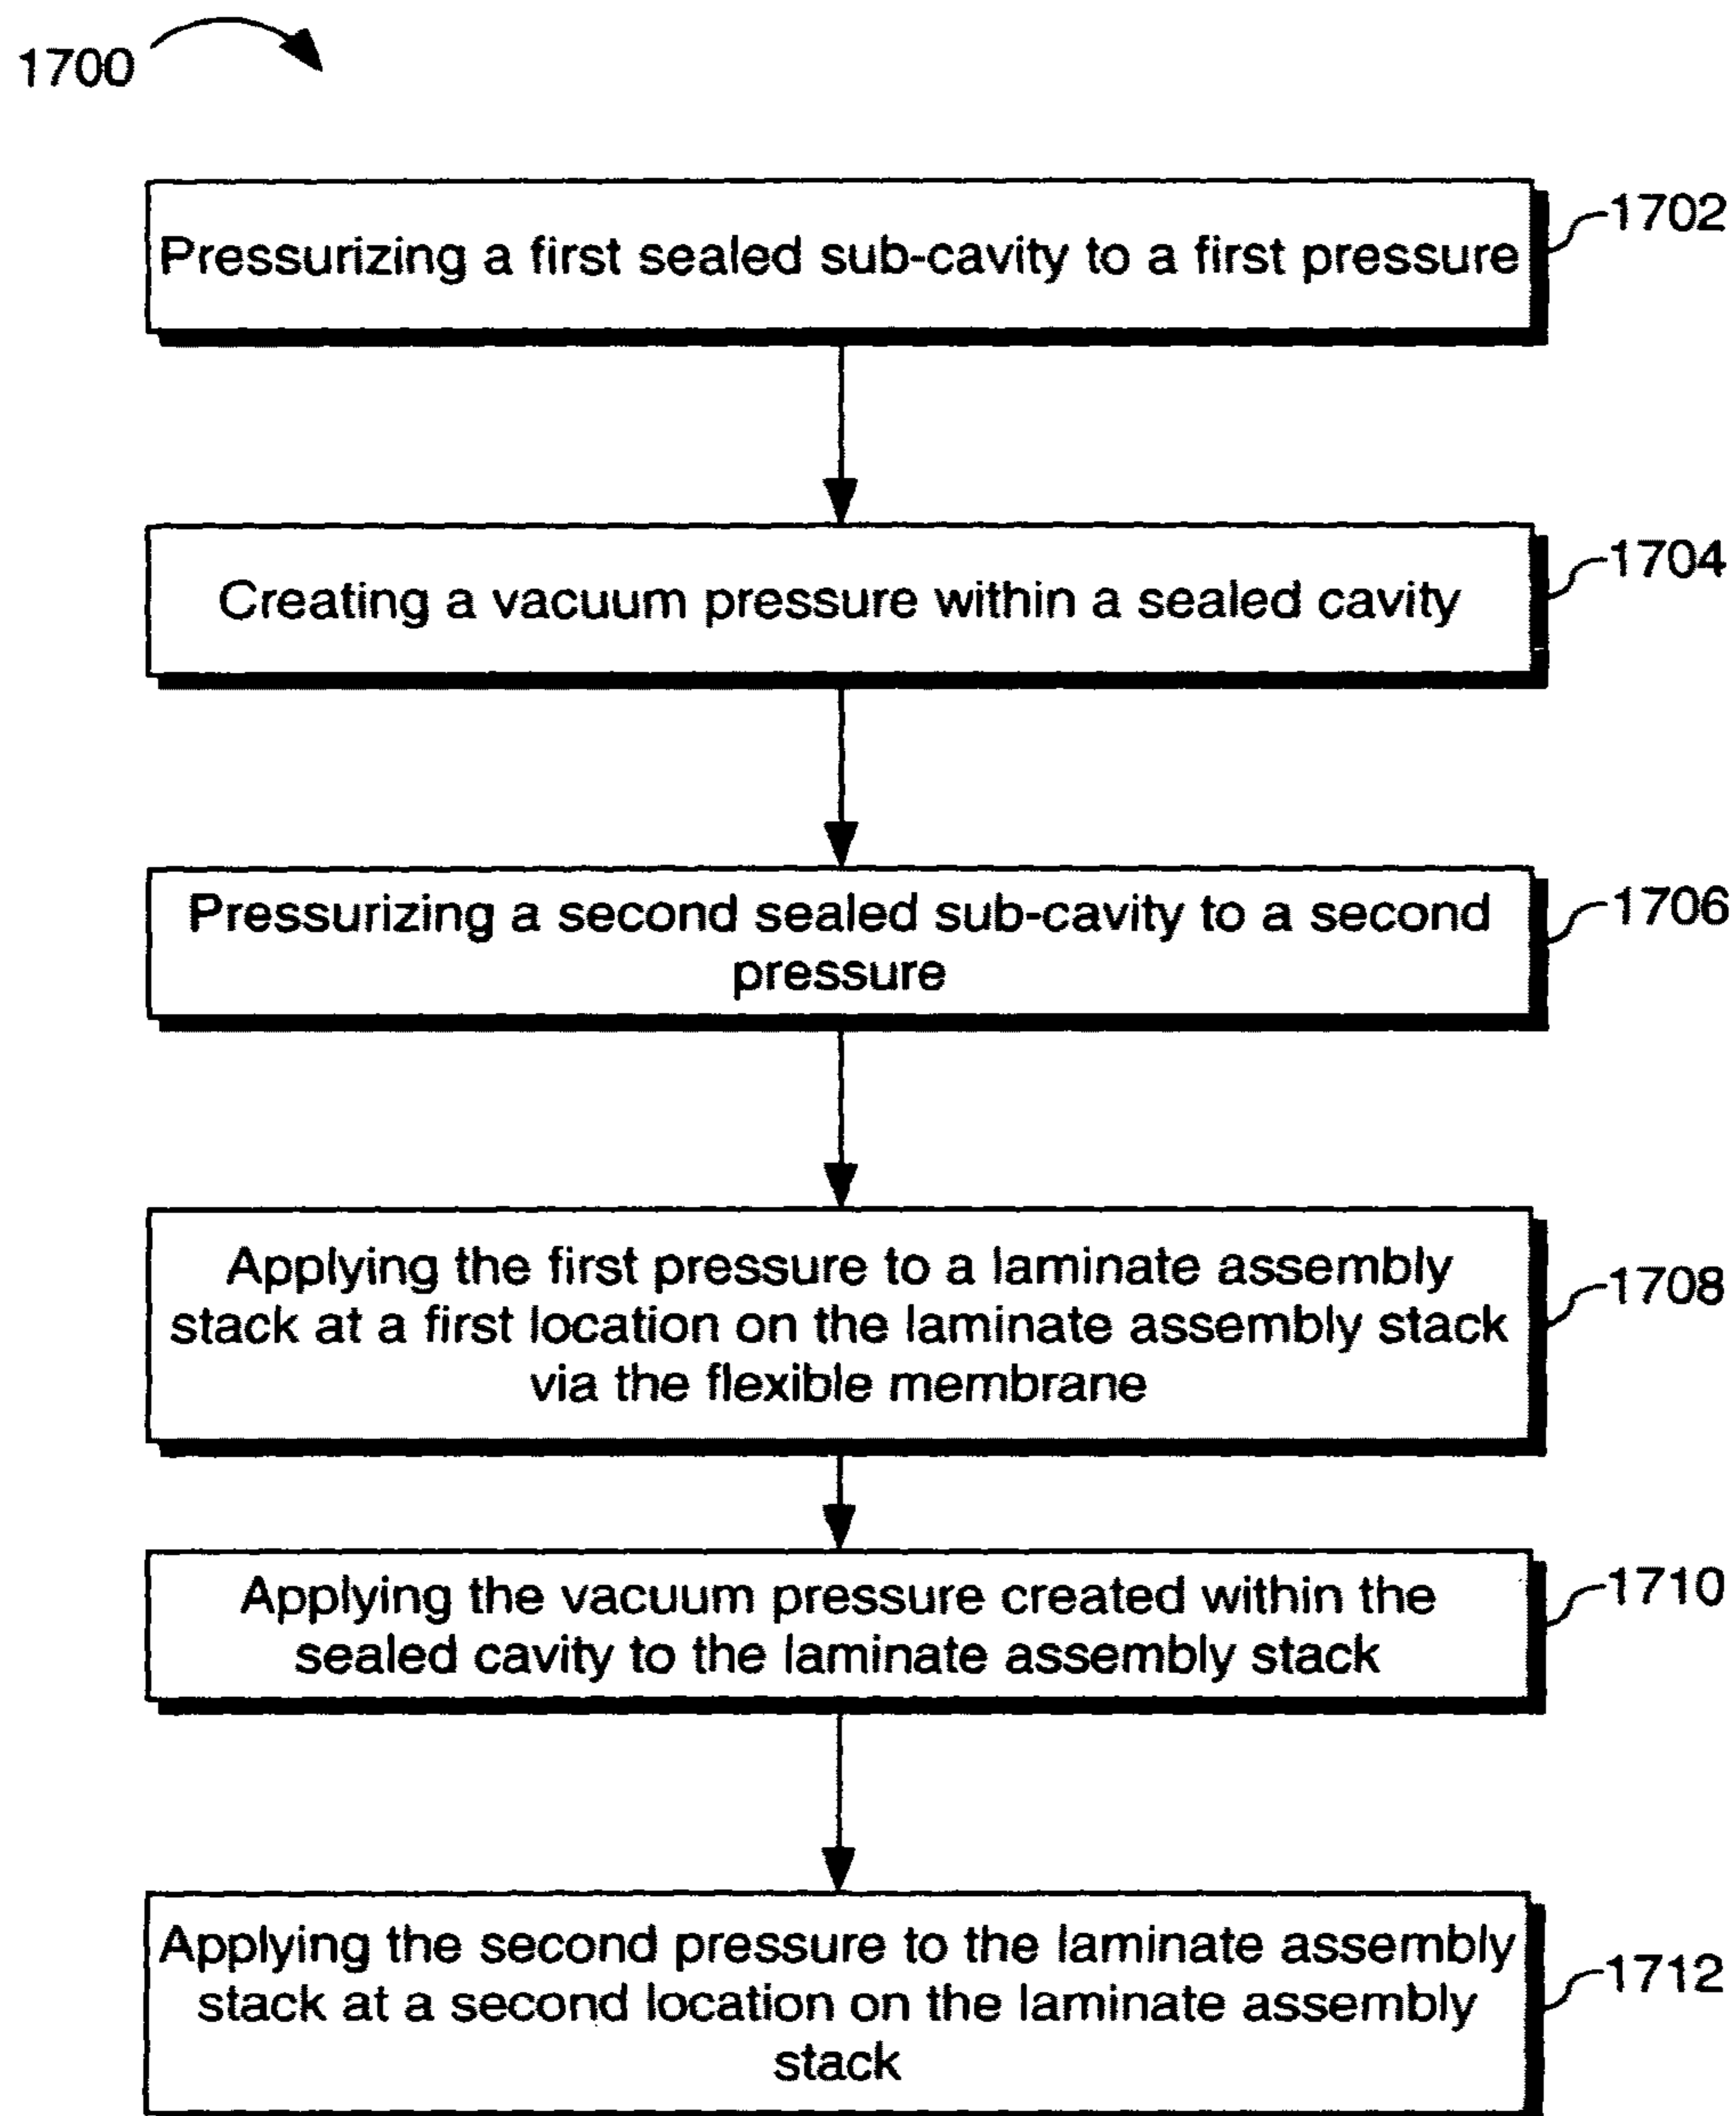 1700
Pressurizing a first sealed sub-cavity to a first pressure
1702
Creating a vacuum pressure within a sealed cavity
1704
Pressurizing a second sealed sub-cavity to a second
pressure
1706
Applying the first pressure to a laminate assembly
stack at a first location on the laminate assembly stack
via the flexible membrane
1708
Applying the vacuum pressure created within the
sealed cavity to the laminate assembly stack
1710
Applying the second pressure to the laminate assembly
stack at a second location on the laminate assembly
stack
1712